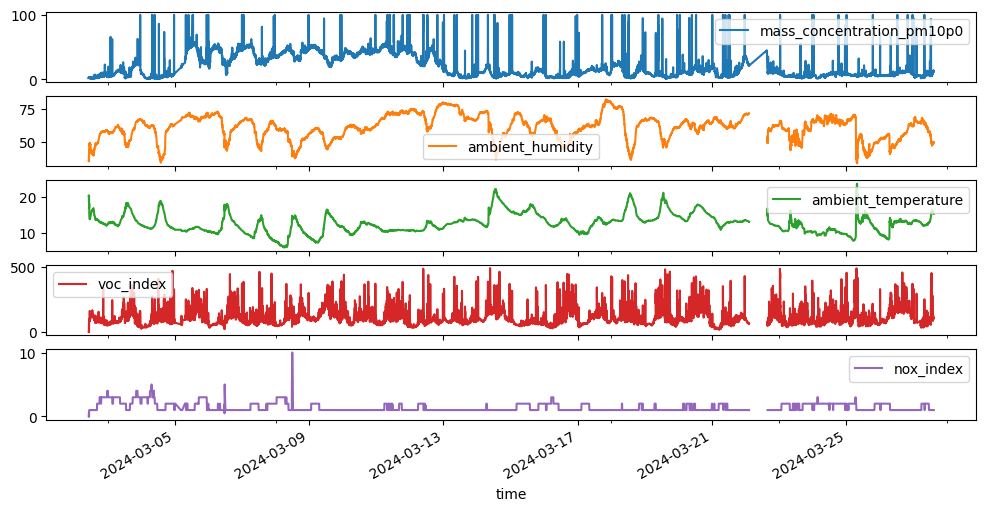 100
0
mass_concentration_pm10p0
75
50
ambient_humidity
20
10
ambient_temperature
500
0
voc_index
10
0
nox_index
2024-03-05
2024-03-09
2024-03-13
2024-03-17
2024-03-21
2024-03-25
time